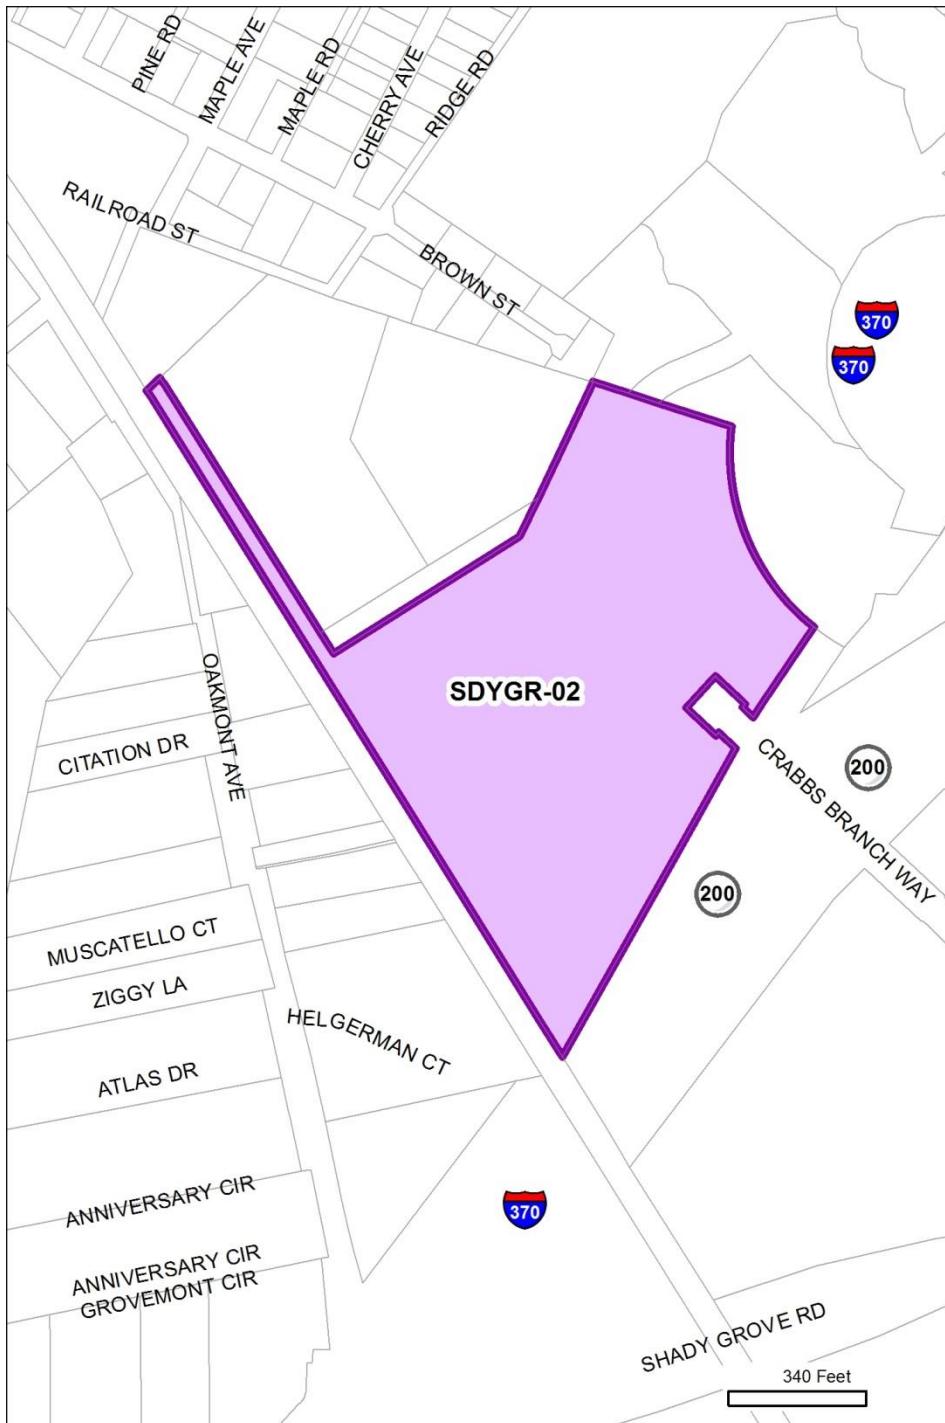 PINE RD
MAPLE AVE
MAPLE RD
CHERRY AVE
RIDGE RD
RAILROAD ST
BROWN ST
370
370
SDYGR-02
OAKMONT AVE
CITATION DR
CRABBS BRANCH WAY
200
200
MUSCATELLO CT
ZIGGY LA
HELGERMAN CT
ATLAS DR
ANNIVERSARY CIR
370
ANNIVERSARY CIR
GROVEMONT CIR
SHADY GROVE RD
340 Feet